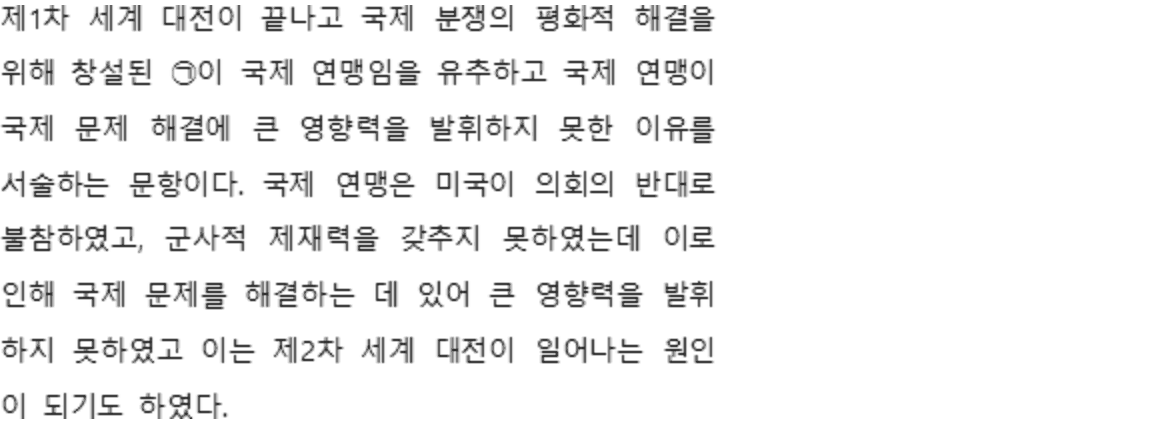 제1차 세계 대전이 끝나고 국제 분쟁의 평화적 해결을
위해 창설된 ㉠이 국제 연맹임을 유추하고 국제 연맹이
국제 문제 해결에 큰 영향력을 발휘하지 못한 이유를
서술하는 문항이다. 국제 연맹은 미국이 의회의 반대로
불참하였고, 군사적 제재력을 갖추지 못하였는데 이로
인해 국제 문제를 해결하는 데 있어 큰 영향력을 발휘
하지 못하였고 이는 제2차 세계 대전이 일어나는 원인
이 되기도 하였다.